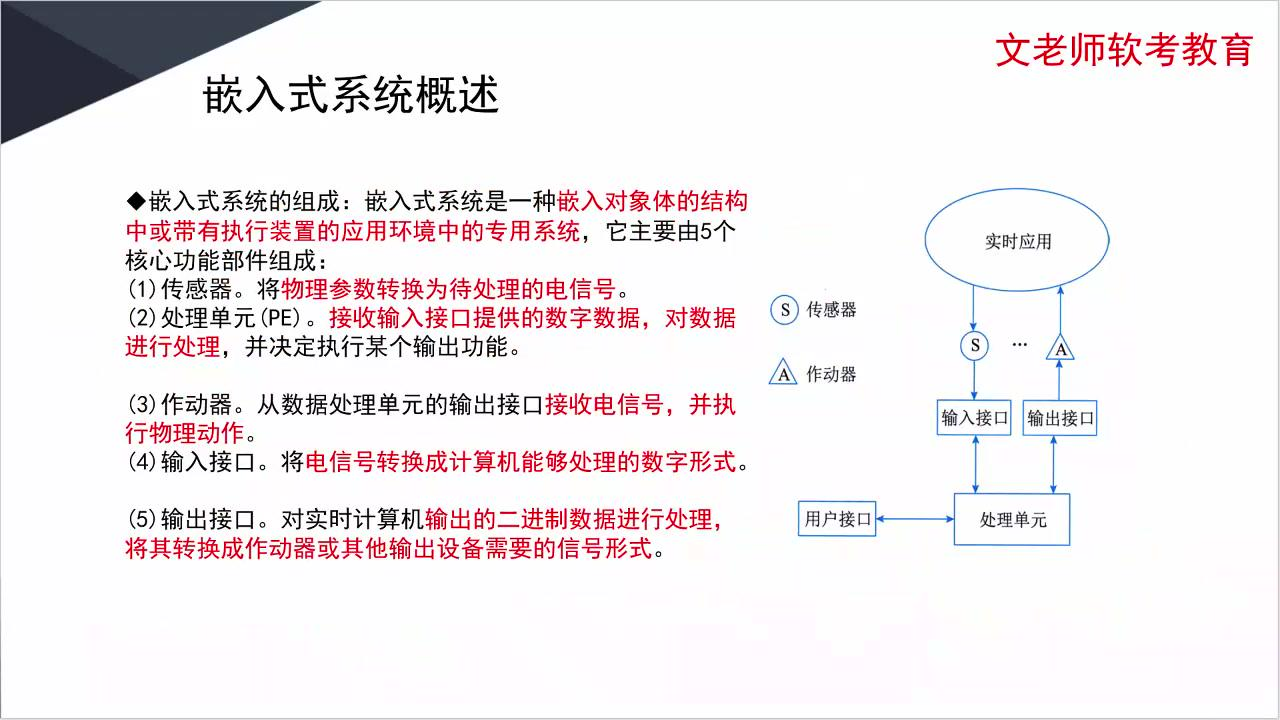 文老师软考教育
嵌入式系统概述
◆嵌入式系统的组成：嵌入式系统是一种嵌入对象体的结构
中或带有执行装置的应用环境中的专用系统，它主要由5个
核心功能部件组成：
(1)传感器。将物理参数转换为待处理的电信号。
(2)处理单元(PE)。接收输入接口提供的数字数据，对数据
进行处理，并决定执行某个输出功能。
(3)作动器。从数据处理单元的输出接口接收电信号，并执
行物理动作。
(4)输入接口。将电信号转换成计算机能够处理的数字形式。
(5)输出接口。对实时计算机输出的二进制数据进行处理，
将其转换成作动器或其他输出设备需要的信号形式。
实时应用
S 传感器
S … A
A 作动器
输入接口 输出接口
用户接口 处理单元